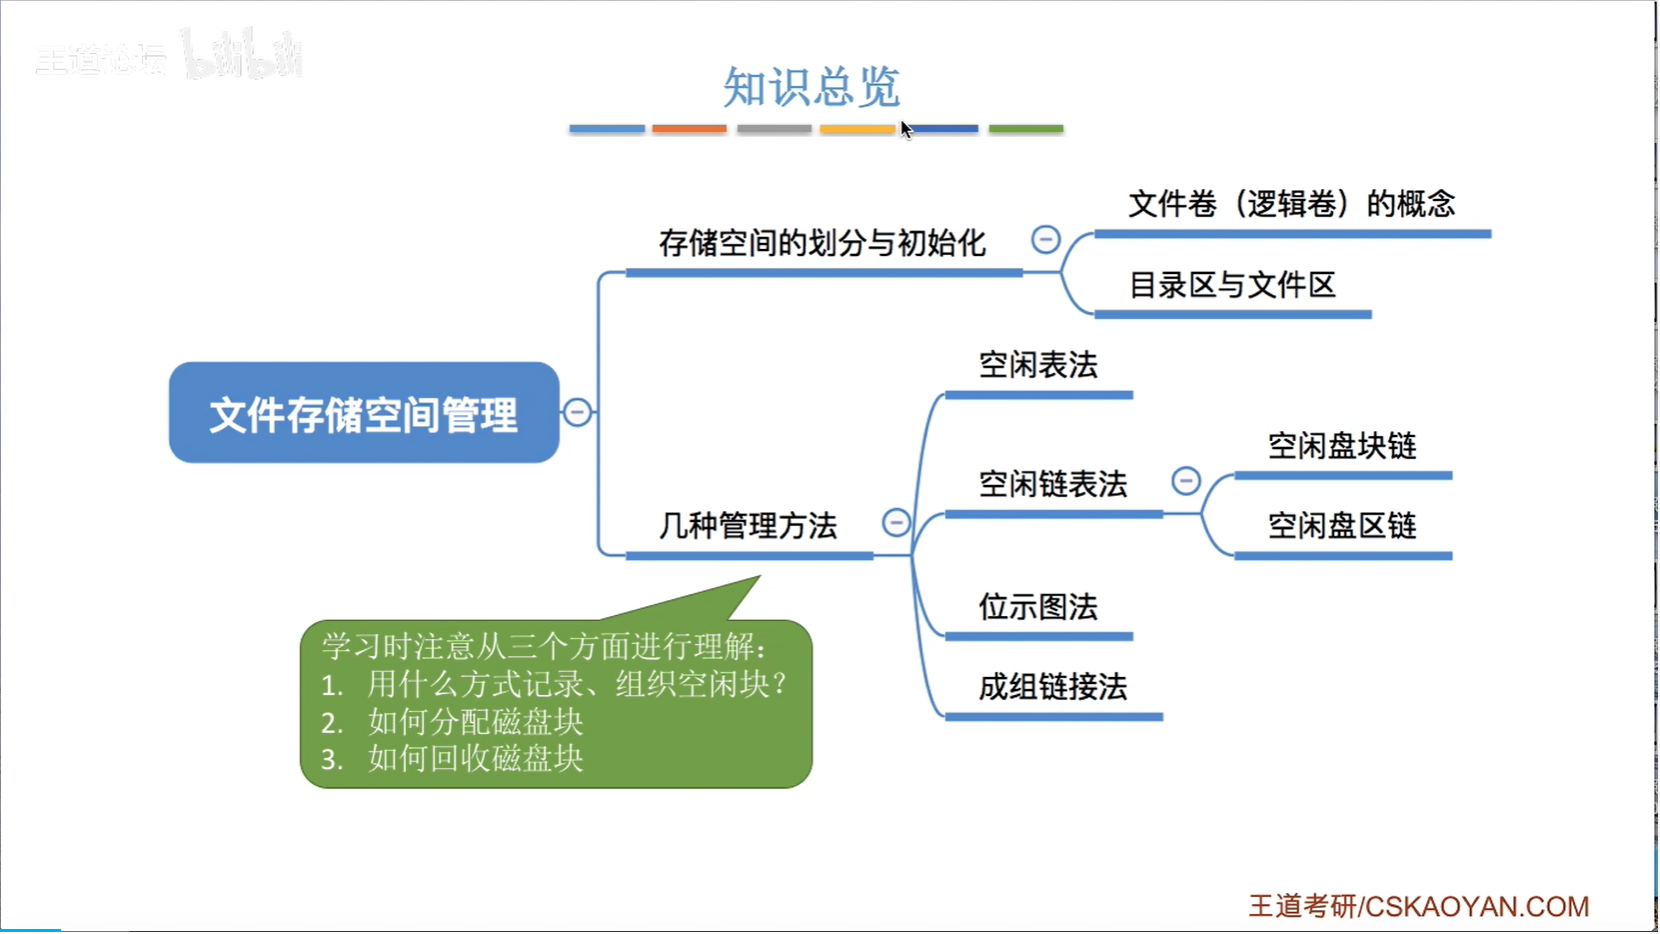 王道论坛 bilibili
知识总览
文件存储空间管理
存储空间的划分与初始化
文件卷（逻辑卷）的概念
目录区与文件区
几种管理方法
空闲表法
空闲链表法
空闲盘块链
空闲盘区链
位示图法
成组链接法
学习时注意从三个方面进行理解：
1. 用什么方式记录、组织空闲块？
2. 如何分配磁盘块
3. 如何回收磁盘块
王道考研/CSKAOYAN.COM